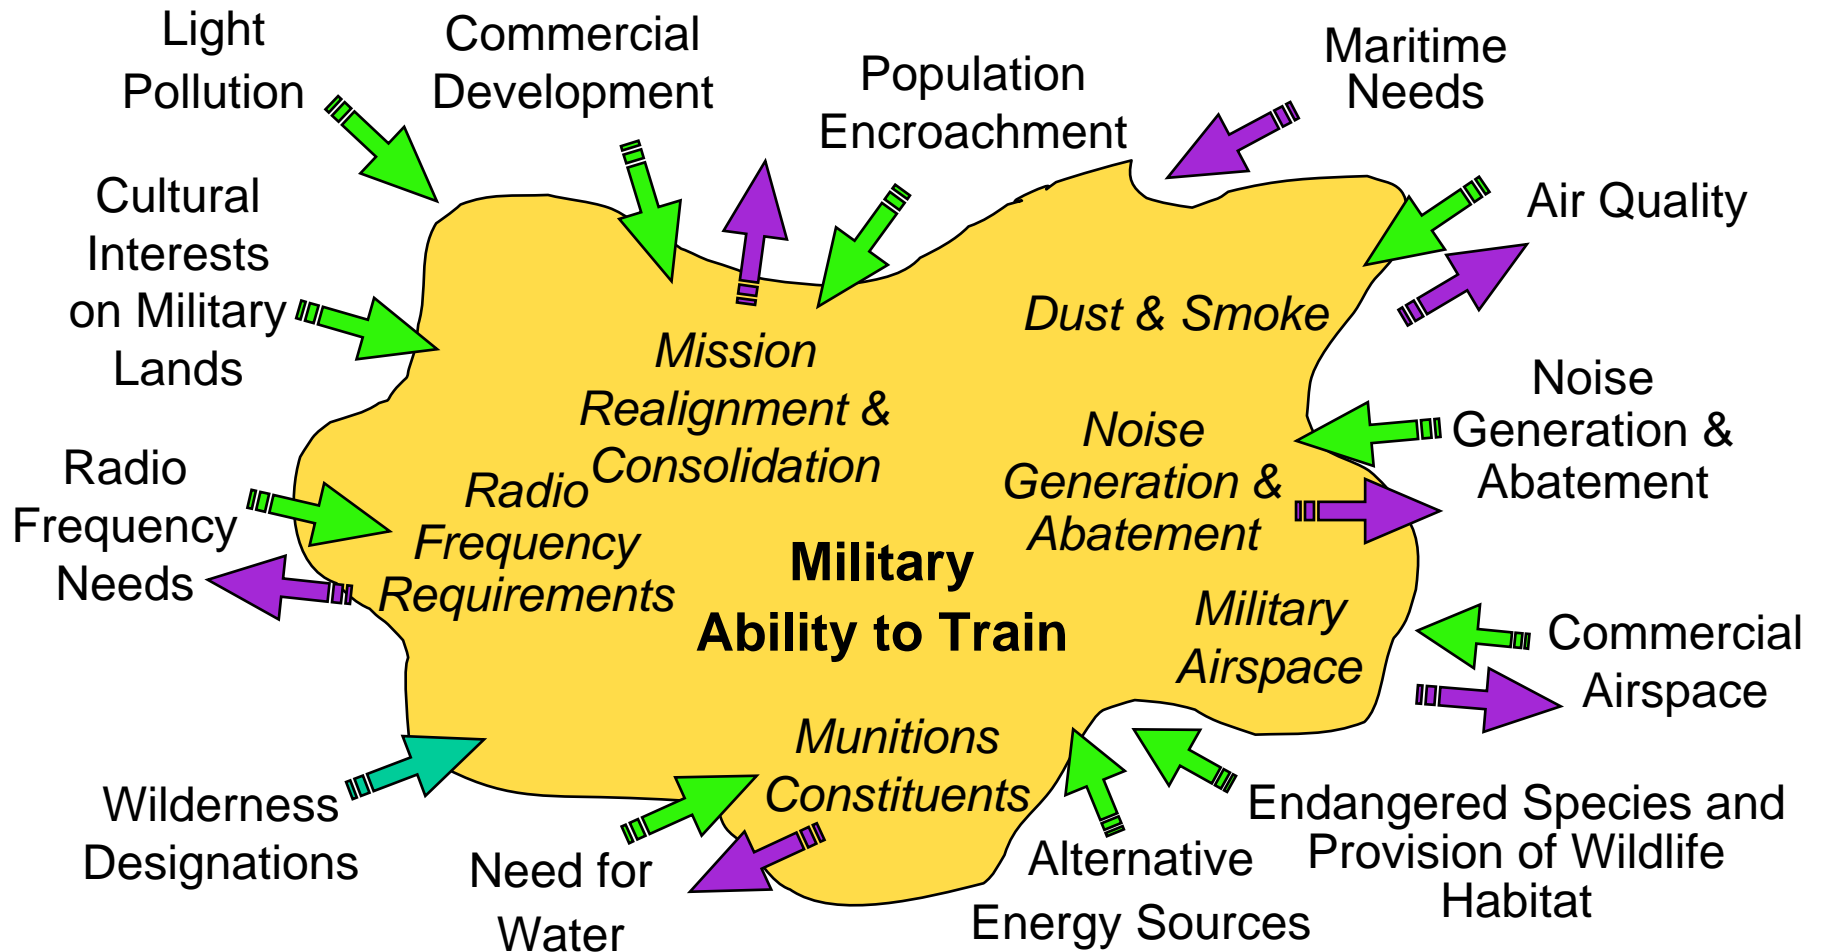 Light
Pollution
Commercial
Development
Population
Encroachment
Maritime
Needs
Cultural
Interests
on Military
Lands
Air Quality
Dust & Smoke
Mission
Realignment &
Consolidation
Noise
Generation &
Abatement
Noise
Generation &
Abatement
Radio
Frequency
Needs
Radio
Frequency
Requirements
Military
Ability to Train
Military
Airspace
Commercial
Airspace
Munitions
Constituents
Wilderness
Designations
Need for
Water
Alternative
Energy Sources
Endangered Species and
Provision of Wildlife
Habitat